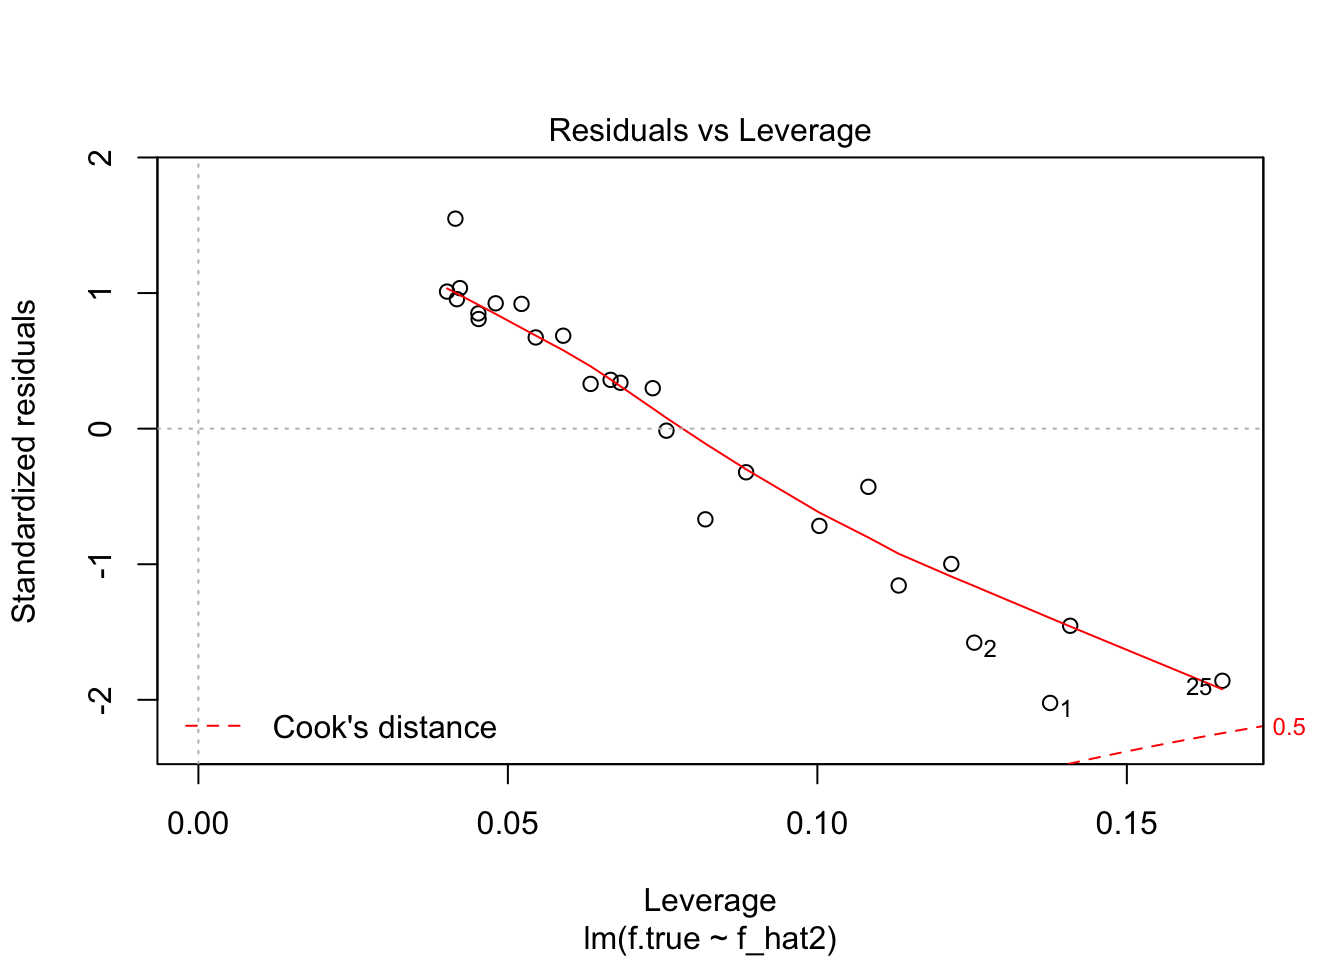 Residuals vs Leverage
Standardized residuals
2
1
0
-1
-2
2
1
25
Cook's distance
0.5
0.00 0.05 0.10 0.15
Leverage
lm(f.true ~ f_hat2)